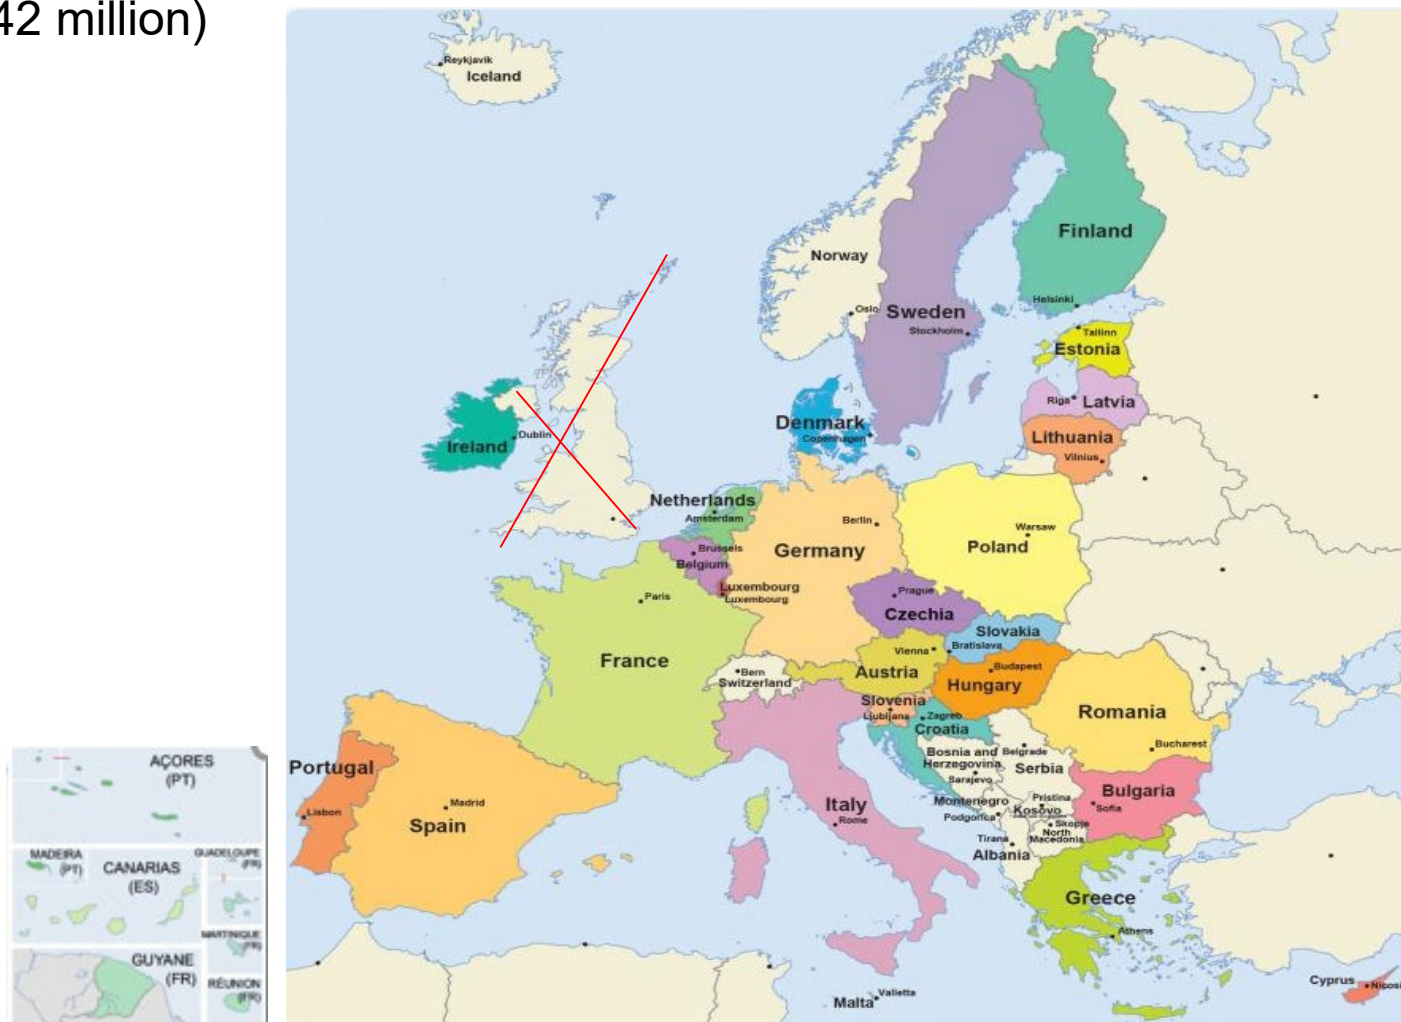 42 million)
Reykjavik
Iceland
Norway
Oslo
Sweden
Stockholm
Finland
Helsinki
Tallinn
Estonia
Riga
Latvia
Lithuania
Vilnius
Denmark
Copenhagen
Ireland
Dublin
Netherlands
Amsterdam
Brussels
Belgium
Luxembourg
Luxembourg
Berlin
Germany
Warsaw
Poland
Prague
Czechia
Slovakia
Bratislava
Vienna
Austria
Budapest
Hungary
Paris
France
Bern
Switzerland
Slovenia
Ljubljana
Zagreb
Croatia
Romania
Bucharest
Bosnia and
Herzegovina
Sarajevo
Belgrade
Serbia
Montenegro
Podgorica
Pristina
Kosovo
Skopje
North
Macedonia
Tirana
Albania
Bulgaria
Sofia
Greece
Athens
Italy
Rome
Portugal
Lisbon
Madrid
Spain
Malta
Valletta
Cyprus
Nicosi
AÇORES
(PT)
MADEIRA
(PT)
CANARIAS
(ES)
GUADELOUPE
(FR)
MARTINIQUE
(FR)
GUYANE
(FR)
RÉUNION
(FR)